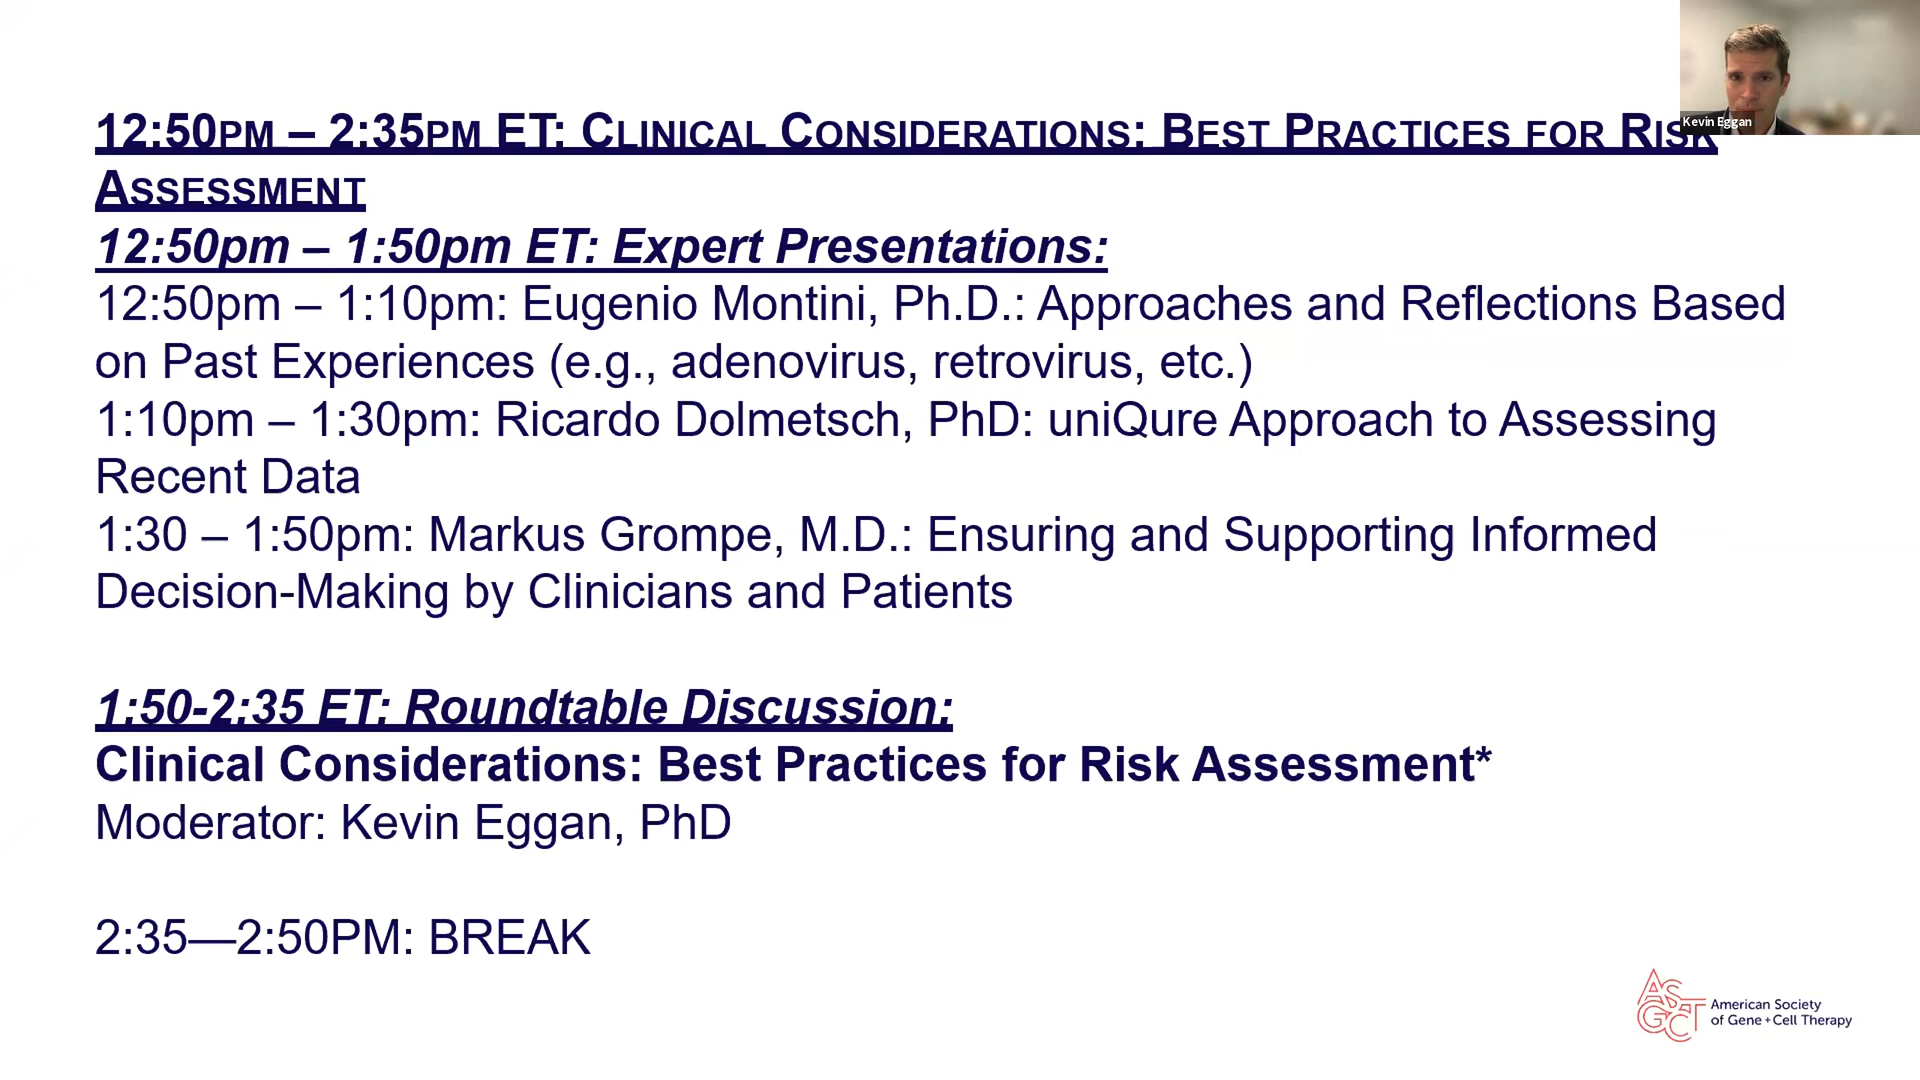 12:50PM – 2:35PM ET: CLINICAL CONSIDERATIONS: BEST PRACTICES FOR RISK
ASSESSMENT
12:50pm – 1:50pm ET: Expert Presentations:
12:50pm – 1:10pm: Eugenio Montini, Ph.D.: Approaches and Reflections Based
on Past Experiences (e.g., adenovirus, retrovirus, etc.)
1:10pm – 1:30pm: Ricardo Dolmetsch, PhD: uniQure Approach to Assessing
Recent Data
1:30 – 1:50pm: Markus Grompe, M.D.: Ensuring and Supporting Informed
Decision-Making by Clinicians and Patients
1:50-2:35 ET: Roundtable Discussion:
Clinical Considerations: Best Practices for Risk Assessment*
Moderator: Kevin Eggan, PhD
2:35—2:50PM: BREAK
Kevin Eggan
ASGCT
American Society
of Gene + Cell Therapy